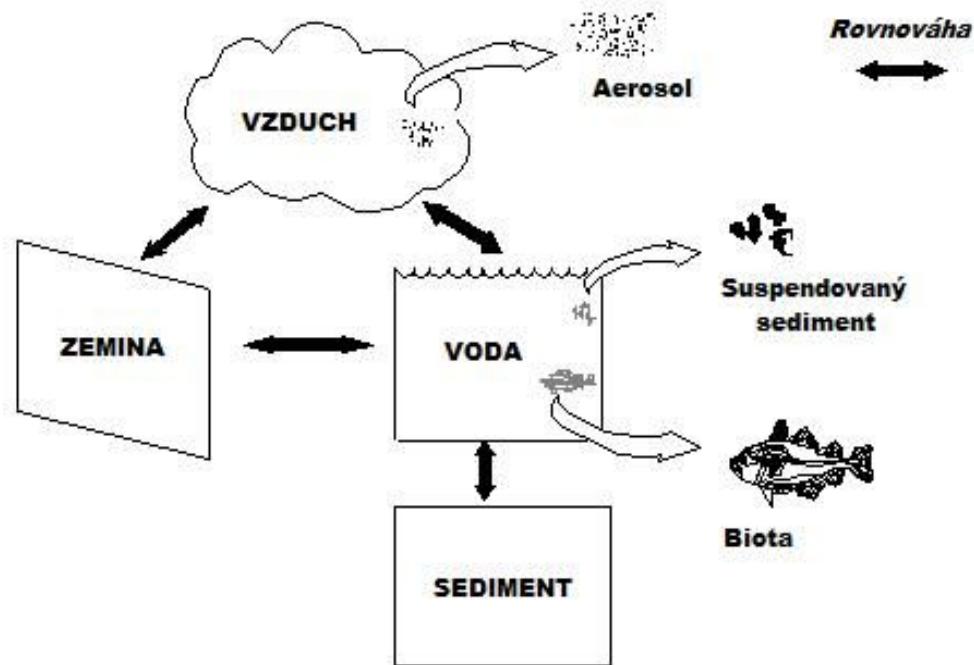 Rovnováha
Aerosol
VZDUCH
Suspendovaný
sediment
ZEMINA
VODA
Biota
SEDIMENT